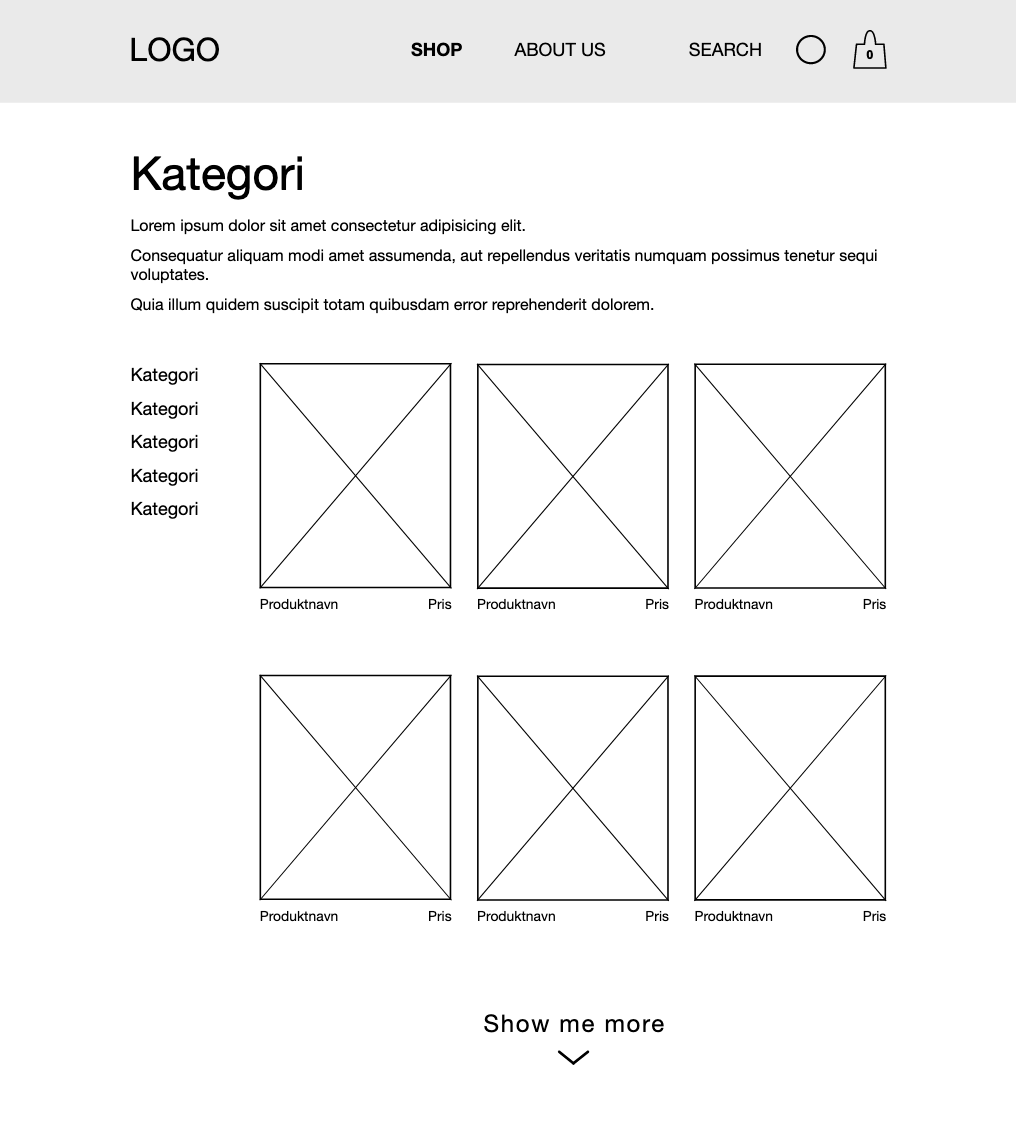 LOGO
SHOP ABOUT US SEARCH 0
Kategori
Lorem ipsum dolor sit amet consectetur adipisicing elit.
Consequatur aliquam modi amet assumenda, aut repellendus veritatis numquam possimus tenetur sequi
voluptates.
Quia illum quidem suscipit totam quibusdam error reprehenderit dolorem.
Kategori
Kategori
Kategori
Kategori
Kategori
Produktnavn Pris Produktnavn Pris Produktnavn Pris
Produktnavn Pris Produktnavn Pris Produktnavn Pris
Show me more